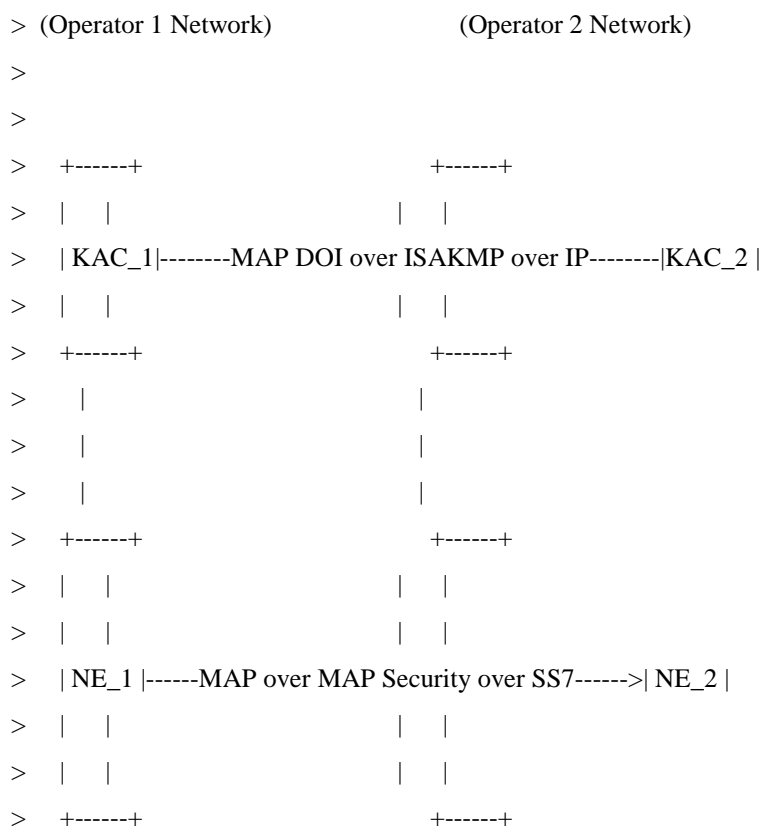 > (Operator 1 Network) (Operator 2 Network)
>
>
> +------+ +------+
> | | | |
> | KAC_1|--------MAP DOI over ISAKMP over IP--------|KAC_2 |
> | | | |
> +------+ +------+
> | |
> | |
> | |
> +------+ +------+
> | | | |
> | | | |
> | NE_1 |------MAP over MAP Security over SS7------>| NE_2 |
> | | | |
> | | | |
> +------+ +------+